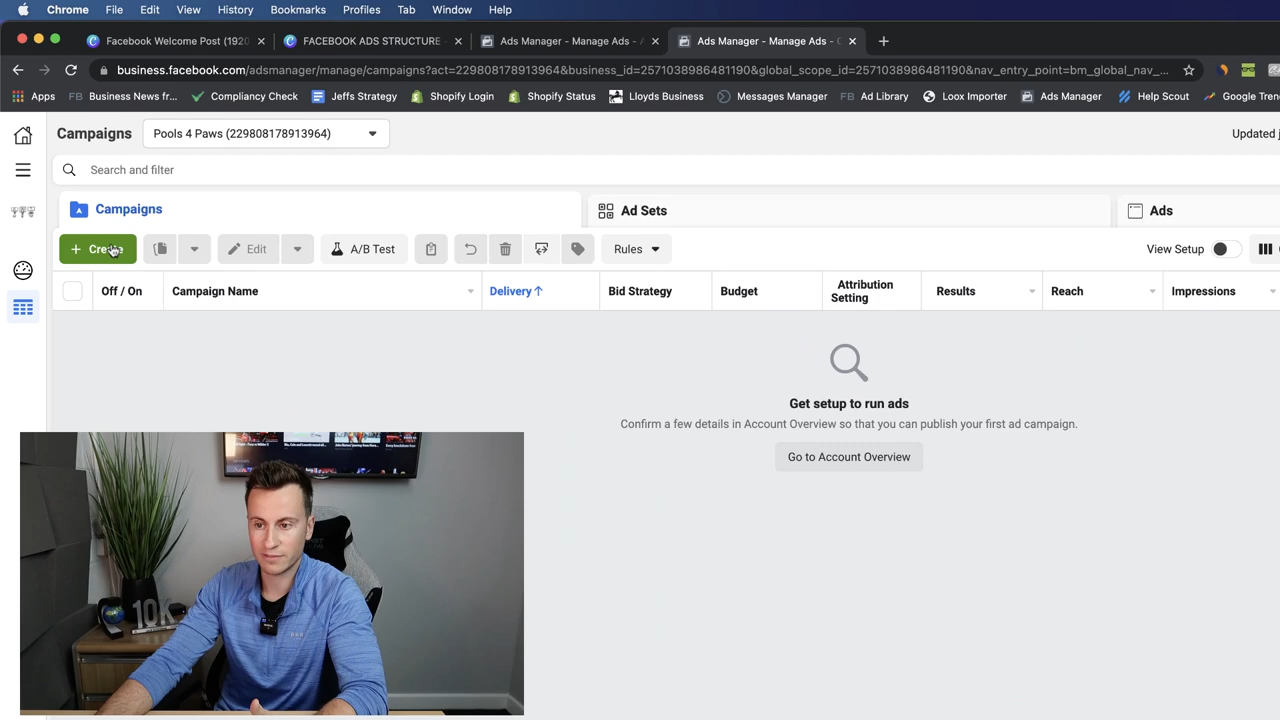 Chrome File Edit View History Bookmarks Profiles Tab Window Help
Facebook Welcome Post (1920 FACEBOOK ADS STRUCTURE Ads Manager - Manage Ads - Ads Manager - Manage Ads -
business.facebook.com/adsmanager/manage/campaigns?act=229808178913964&business_id=2571038986481190&global_scope_id=2571038986481190&nav_entry_point=bm_global_nav_...
Apps FB Business News fr... Compliancy Check Jeffs Strategy Shopify Login Shopify Status Lloyds Business Messages Manager FB Ad Library Loox Importer Ads Manager Help Scout Google Tren
Campaigns Pools 4 Paws (229808178913964) Updated j
Search and filter
Campaigns Ad Sets Ads
+ Create Edit A/B Test Rules View Setup
Off / On Campaign Name Delivery ↑ Bid Strategy Budget Attribution Setting Results Reach Impressions
Get setup to run ads
Confirm a few details in Account Overview so that you can publish your first ad campaign.
Go to Account Overview
10K